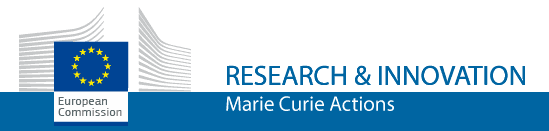 RESEARCH & INNOVATION
Marie Curie Actions
European
Commission